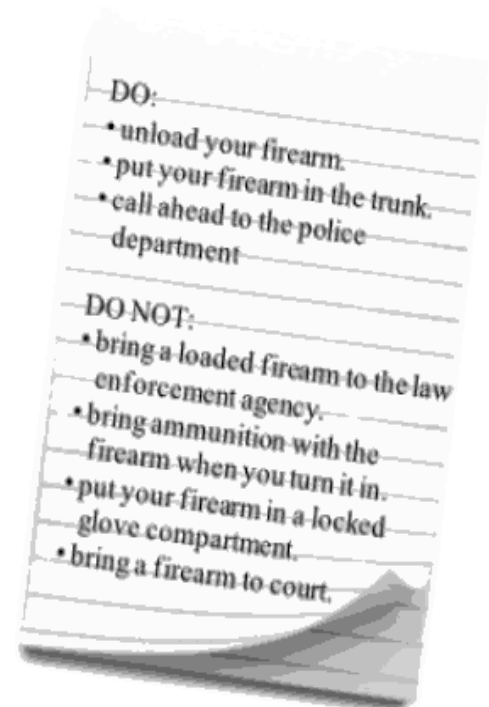 DO:
• unload your firearm.
• put your firearm in the trunk.
• call ahead to the police
department
DO NOT:
• bring a loaded firearm to the law
enforcement agency.
• bring ammunition with the
firearm when you turn it in.
• put your firearm in a locked
glove compartment.
• bring a firearm to court.